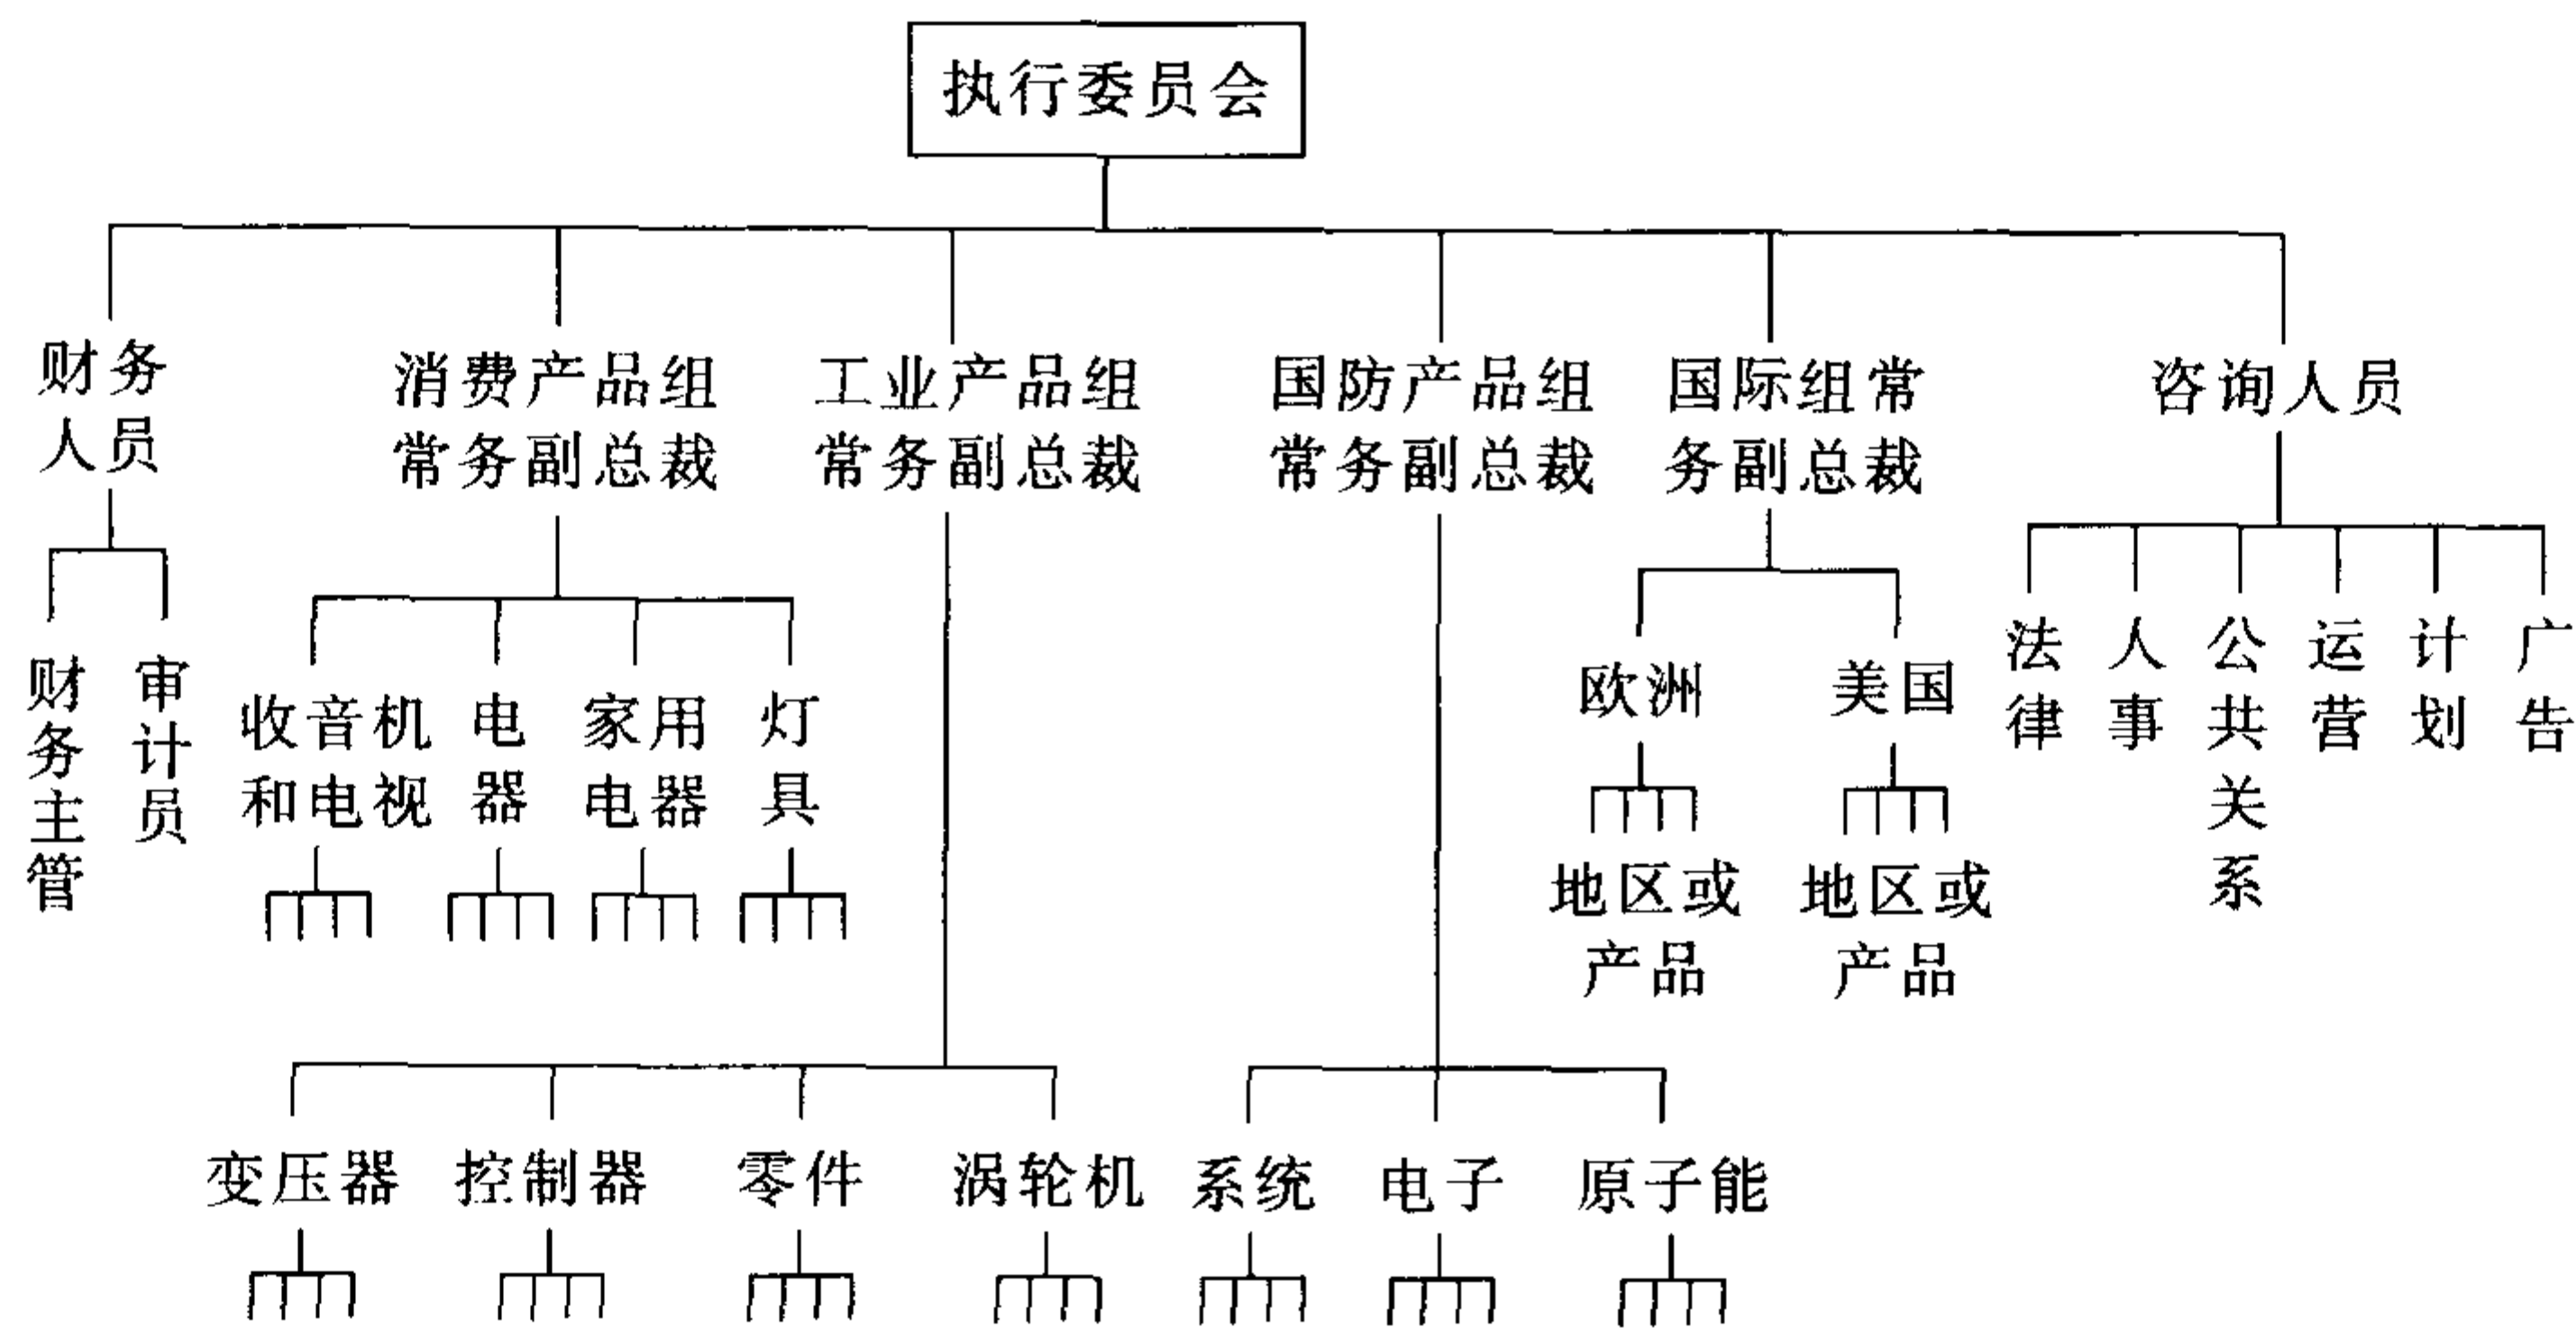 执行委员会
财务
人员
消费产品组
常务副总裁
工业产品组
常务副总裁
国防产品组
常务副总裁
国际组常
务副总裁
咨询人员
财务主管
审计员
收音机
和电视
电器
家用
电器
灯具
欧洲
美国
地区或
产品
地区或
产品
法律
人事
公共关系
运营
计划
广告
变压器
控制器
零件
涡轮机
系统
电子
原子能